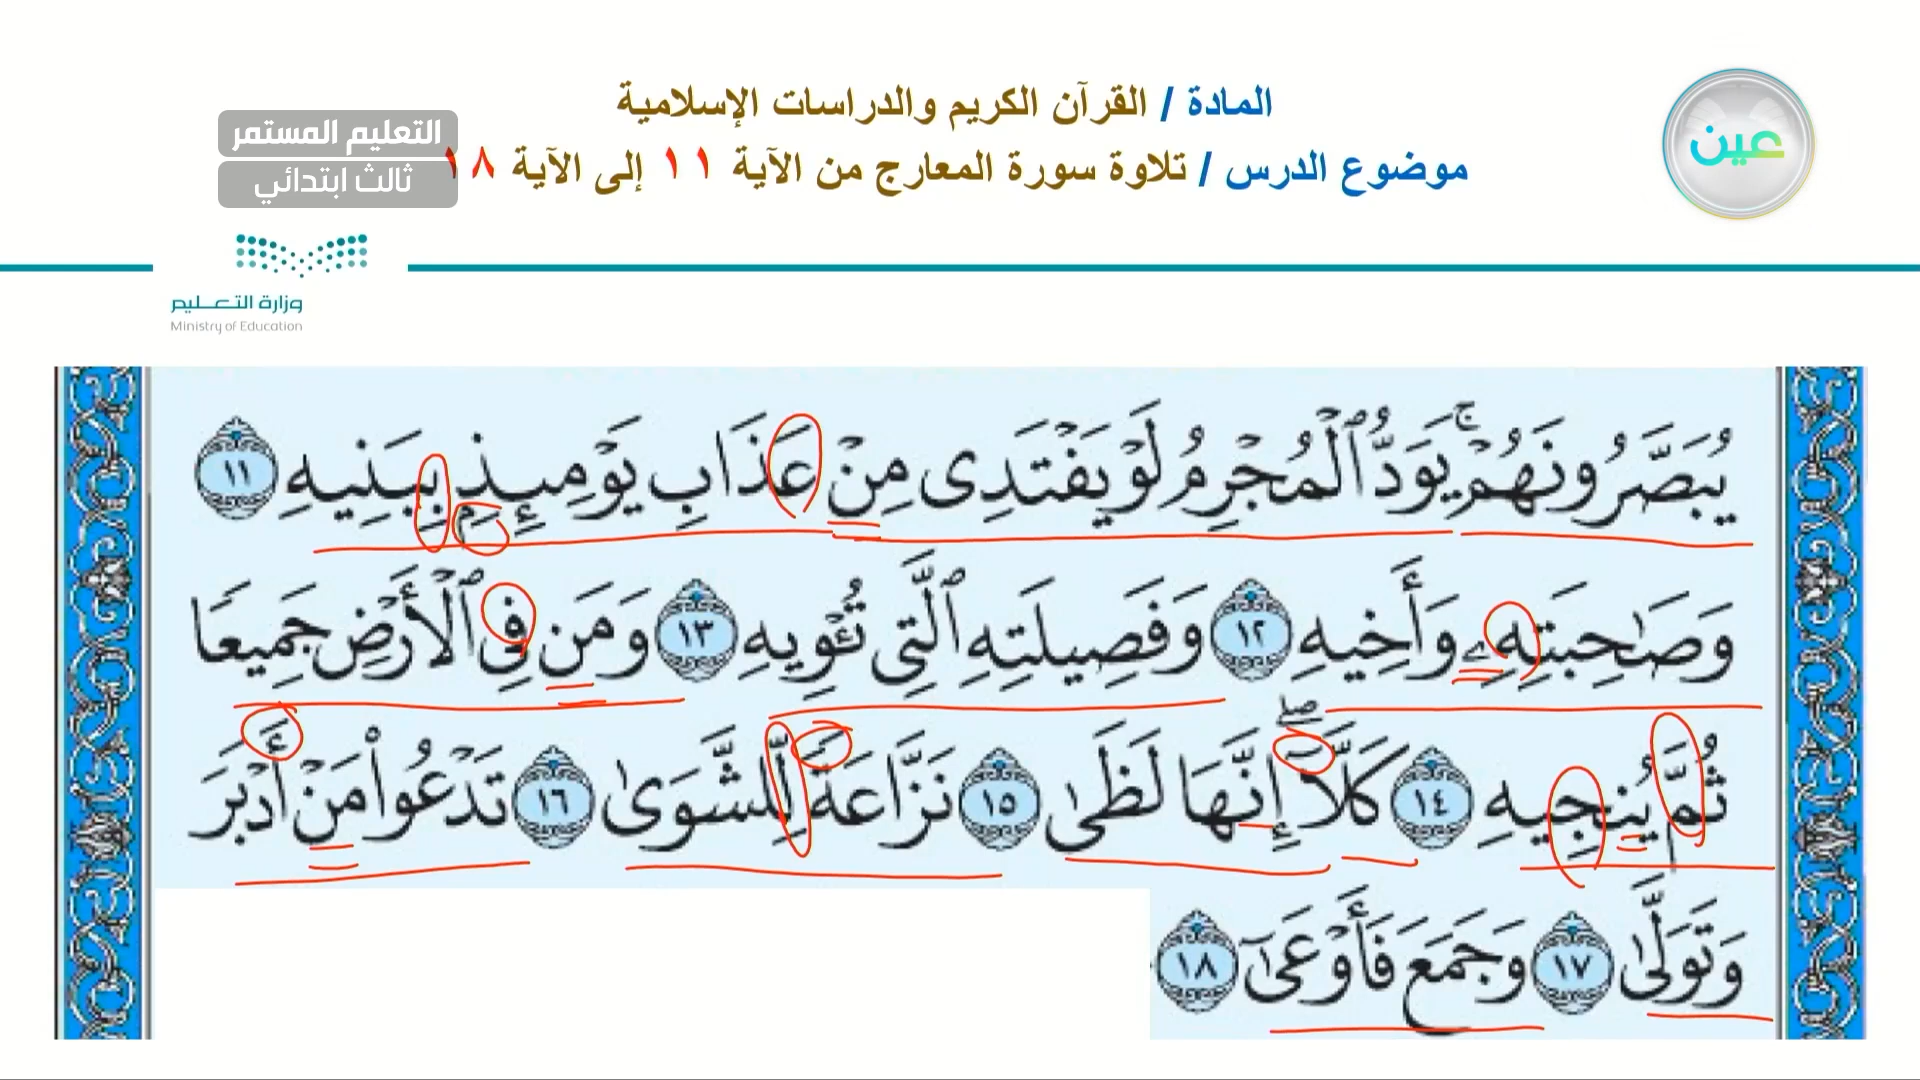 المادة / القرآن الكريم والدراسات الإسلامية
موضوع الدرس / تلاوة سورة المعارج من الآية ١١ إلى الآية ١٨
التعليم المستمر
ثالث ابتدائي
عين
وزارة التعليم
Ministry of Education
يُبَصَّرُونَهُمْۚ يَوَدُّ ٱلْمُجْرِمُ لَوْ يَفْتَدِى مِنْ عَذَابِ يَوْمِئِذٍۭ بِبَنِيهِ ١١
وَصَٰحِبَتِهِۦ وَأَخِيهِ ١٢ وَفَصِيلَتِهِ ٱلَّتِى تُـْٔوِيهِ ١٣ وَمَن فِى ٱلْأَرْضِ جَمِيعًا
ثُمَّ يُنجِيهِ ١٤ كَلَّآۖ إِنَّهَا لَظَىٰ ١٥ نَزَّاعَةً لِّلشَّوَىٰ ١٦ تَدْعُوا۟ مَنْ أَدْبَرَ
وَتَوَلَّىٰ ١٧ وَجَمَعَ فَأَوْعَىٰٓ ١٨